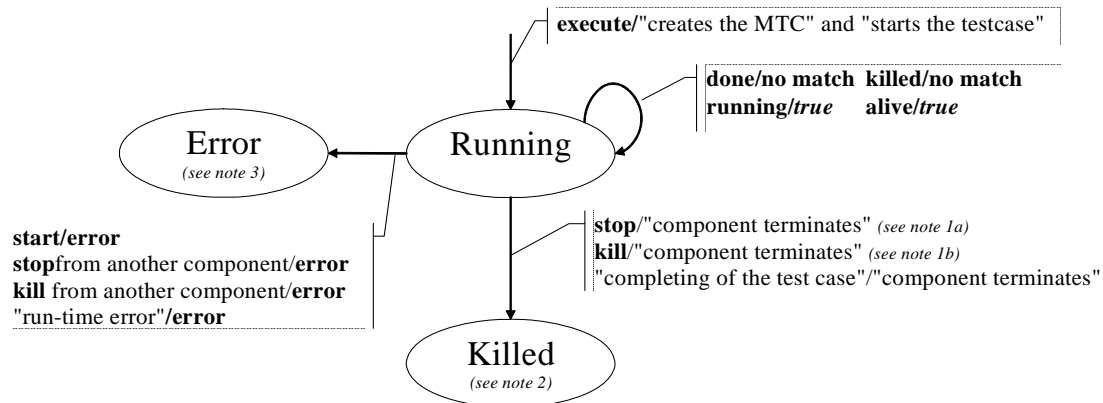 execute/"creates the MTC" and "starts the testcase"
done/no match killed/no match
running/true alive/true
Error
(see note 3)
Running
start/error
stopfrom another component/error
kill from another component/error
"run-time error"/error
stop/"component terminates" (see note 1a)
kill/"component terminates" (see note 1b)
"completing of the test case"/"component terminates"
Killed
(see note 2)